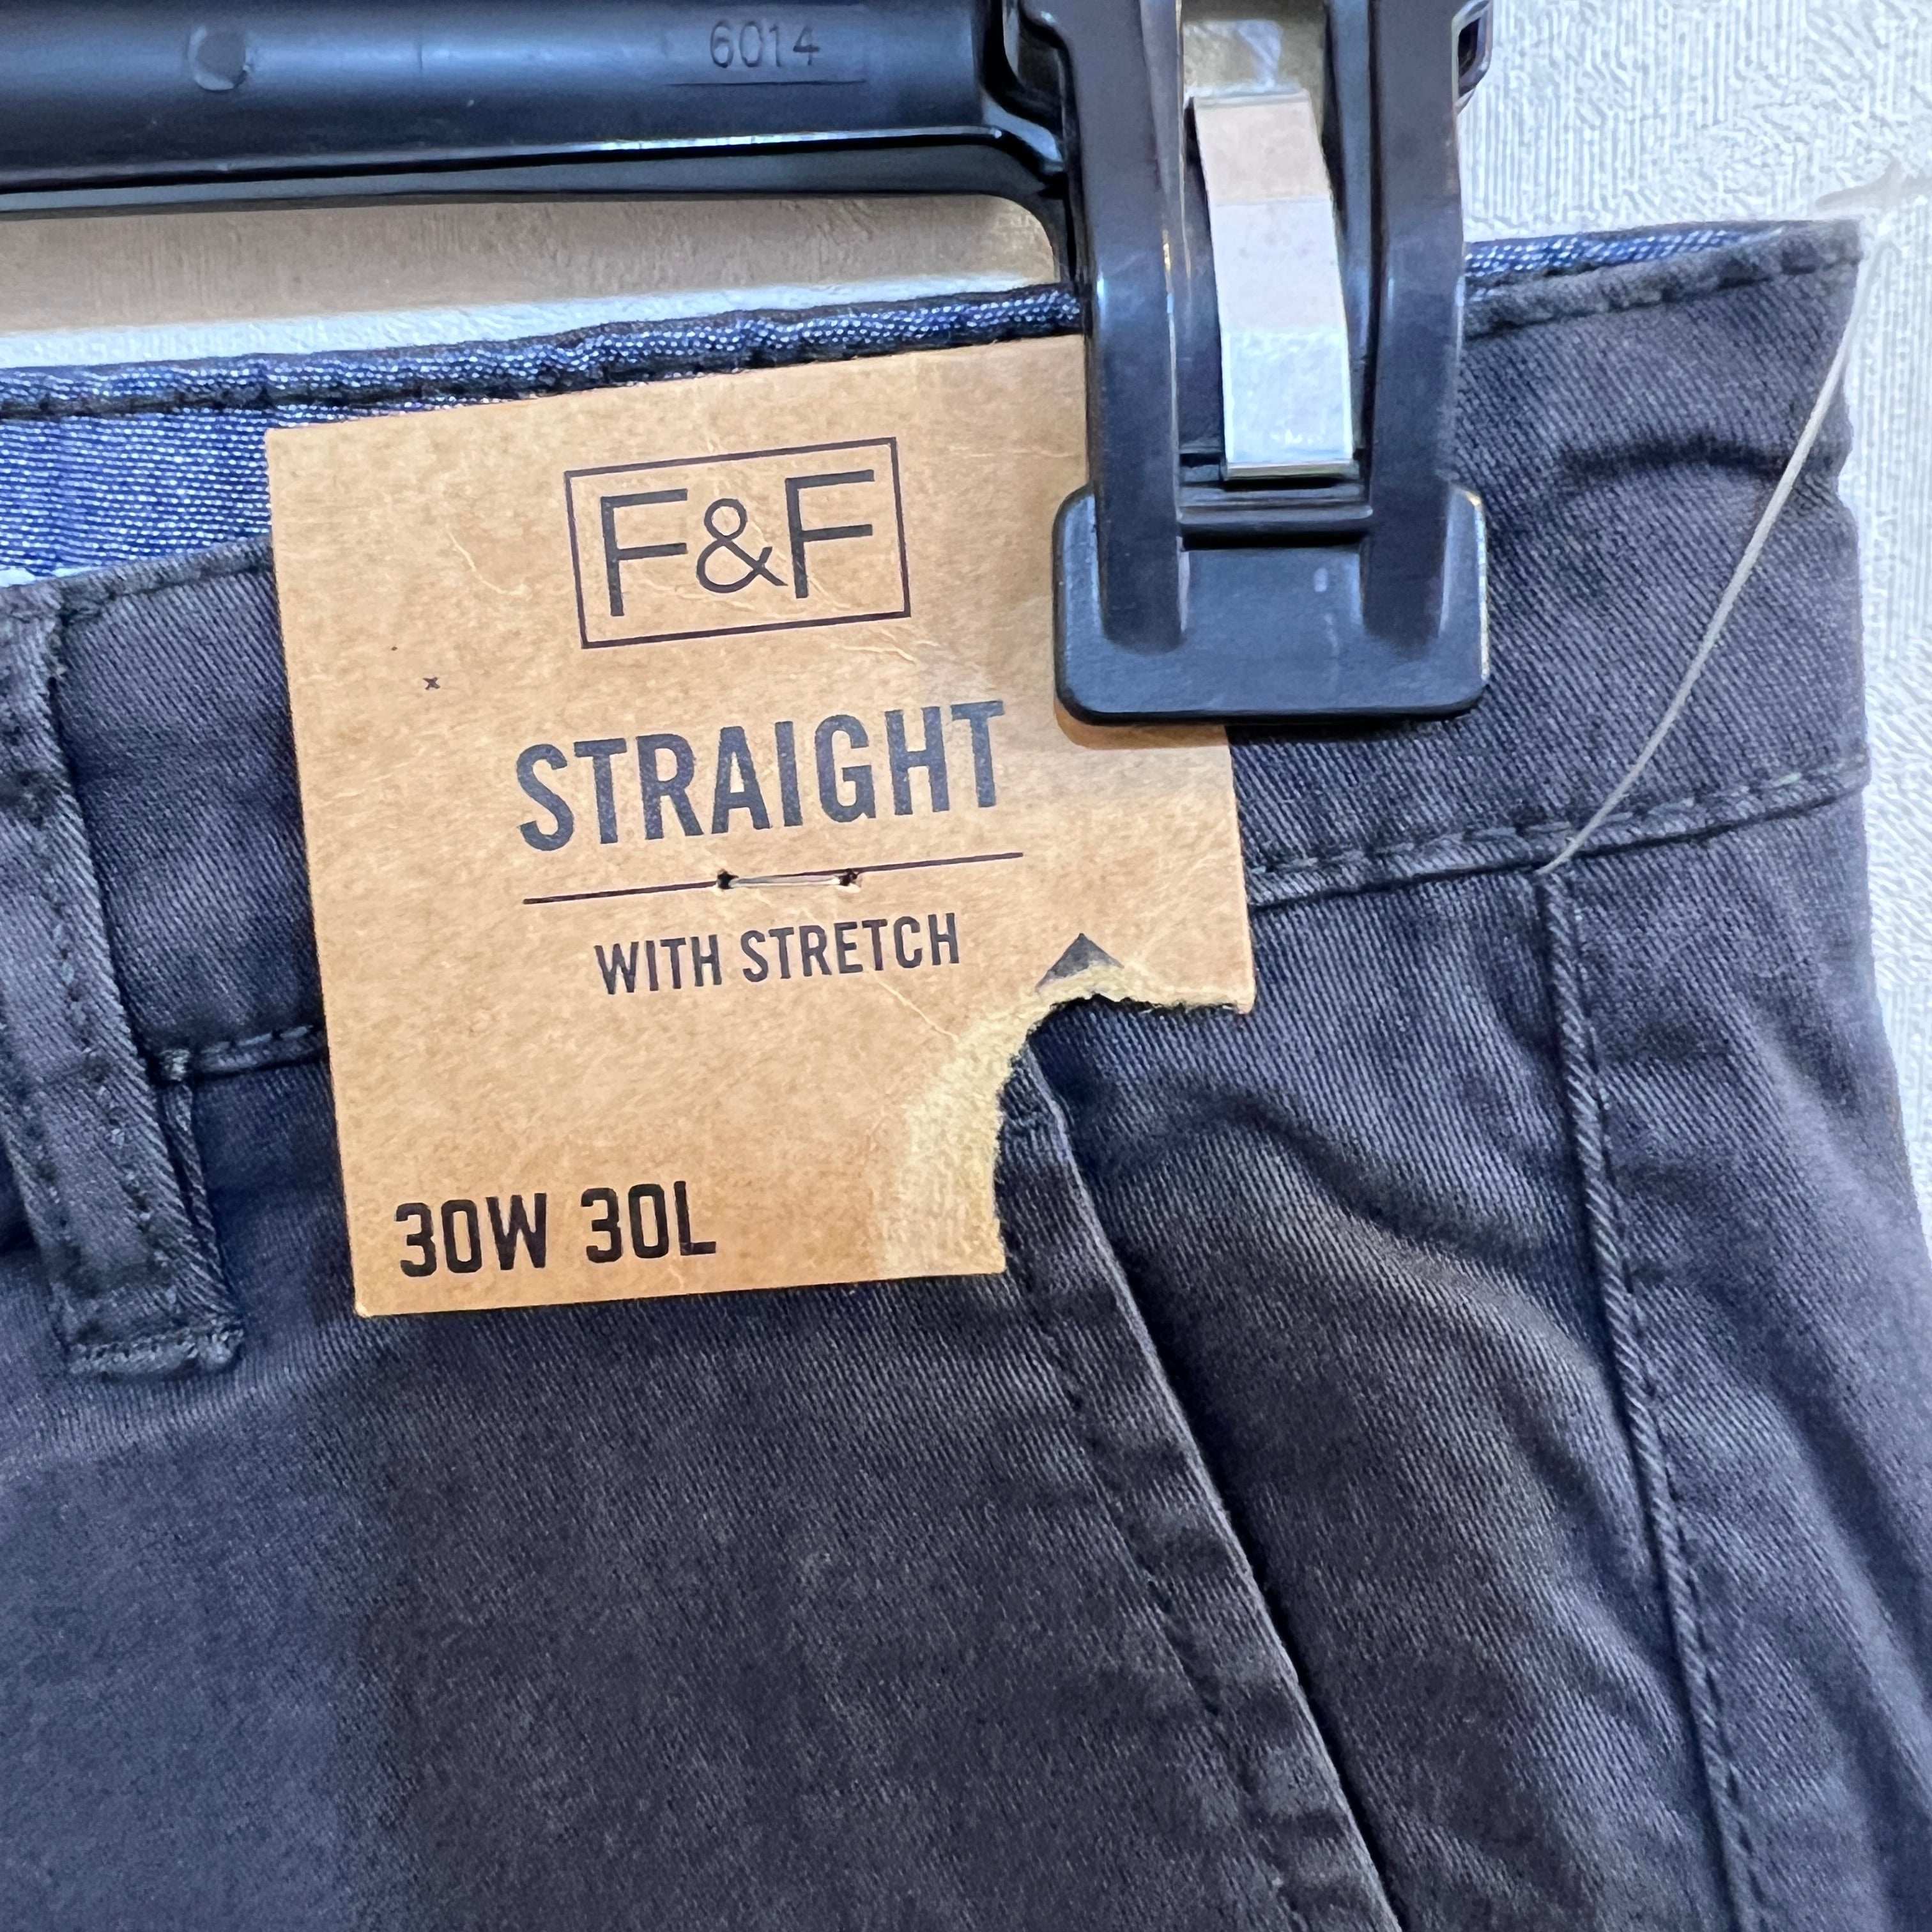 6014
F&F
STRAIGHT
WITH STRETCH
30W 30L